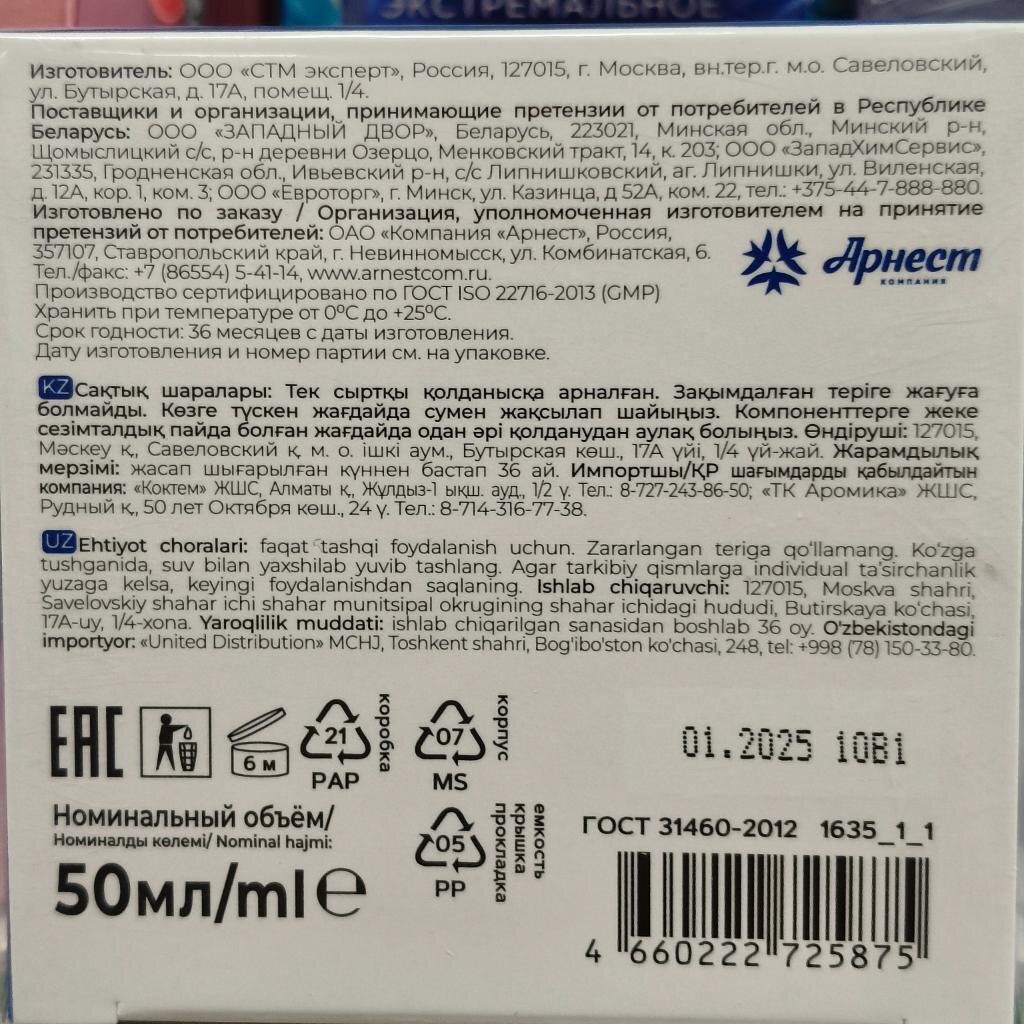 ЭКСТРЕМАЛЬНОЕ
Изготовитель: ООО «СТМ эксперт», Россия, 127015, г. Москва, вн.тер.г. м.о. Савеловский,
ул. Бутырская, д. 17А, помещ. 1/4.
Поставщики и организации, принимающие претензии от потребителей в Республике
Беларусь: ООО «ЗАПАДНЫЙ ДВОР», Беларусь, 223021, Минская обл., Минский р-н,
Щомыслицкий с/с, р-н деревни Озерцо, Менковский тракт, 14, к. 203; ООО «ЗападХимСервис»,
231335, Гродненская обл., Ивьевский р-н, с/с Липнишковский, аг. Липнишки, ул. Виленская,
д. 12А, кор. 1, ком. 3; ООО «Евроторг», г. Минск, ул. Казинца, д 52А, ком. 22, тел.: +375-44-7-888-880.
Изготовлено по заказу / Организация, уполномоченная изготовителем на принятие
претензий от потребителей: ОАО «Компания «Арнест», Россия,
357107, Ставропольский край, г. Невинномысск, ул. Комбинатская, 6.
Тел./факс: +7 (86554) 5-41-14, www.arnestcom.ru.
Производство сертифицировано по ГОСТ ISO 22716-2013 (GMP)
Хранить при температуре от 0ºС до +25ºС.
Срок годности: 36 месяцев с даты изготовления.
Дату изготовления и номер партии см. на упаковке.
Арнест
КОМПАНИЯ
KZ Сақтық шаралары: Тек сыртқы қолданысқа арналған. Зақымдалған теріге жағуға
болмайды. Көзге түскен жағдайда сумен жақсылап шайыңыз. Компоненттерге жеке
сезімталдық пайда болған жағдайда одан әрі қолданудан аулақ болыңыз. Өндіруші: 127015,
Мәскеу қ., Савеловский қ. м. о. ішкі аум., Бутырская көш., 17А үйі, 1/4 үй-жай. Жарамдылық
мерзімі: жасап шығарылған күннен бастап 36 ай. Импортшы/ҚР шағымдарды қабылдайтын
компания: «Коктем» ЖШС, Алматы қ., Жұлдыз-1 ықш. ауд., 1/2 ү. Тел.: 8-727-243-86-50; «ТК Аромика» ЖШС,
Рудный қ., 50 лет Октября көш., 24 ү. Тел.: 8-714-316-77-38.
UZ Ehtiyot choralari: faqat tashqi foydalanish uchun. Zararlangan teriga qo‘llamang. Ko‘zga
tushganida, suv bilan yaxshilab yuvib tashlang. Agar tarkibiy qismlarga individual ta’sirchanlik
yuzaga kelsa, keyingi foydalanishdan saqlaning. Ishlab chiqaruvchi: 127015, Moskva shahri,
Savelovskiy shahar ichi shahar munitsipal okrugining shahar ichidagi hududi, Butirskaya ko‘chasi,
17A-uy, 1/4-xona. Yaroqlilik muddati: ishlab chiqarilgan sanasidan boshlab 36 oy. O'zbekistondagi
importyor: «United Distribution» MCHJ, Toshkent shahri, Bog'ibo'ston ko'chasi, 248, tel: +998 (78) 150-33-80.
EAC
6 м
21
PAP
коробка
07
MS
корпус
01.2025 10В1
Номинальный объём/
Номиналды көлемі/ Nominal hajmi:
50мл/ml ℮
05
PP
емкость
крышка
прокладка
ГОСТ 31460-2012 1635_1_1
4 660222 725875